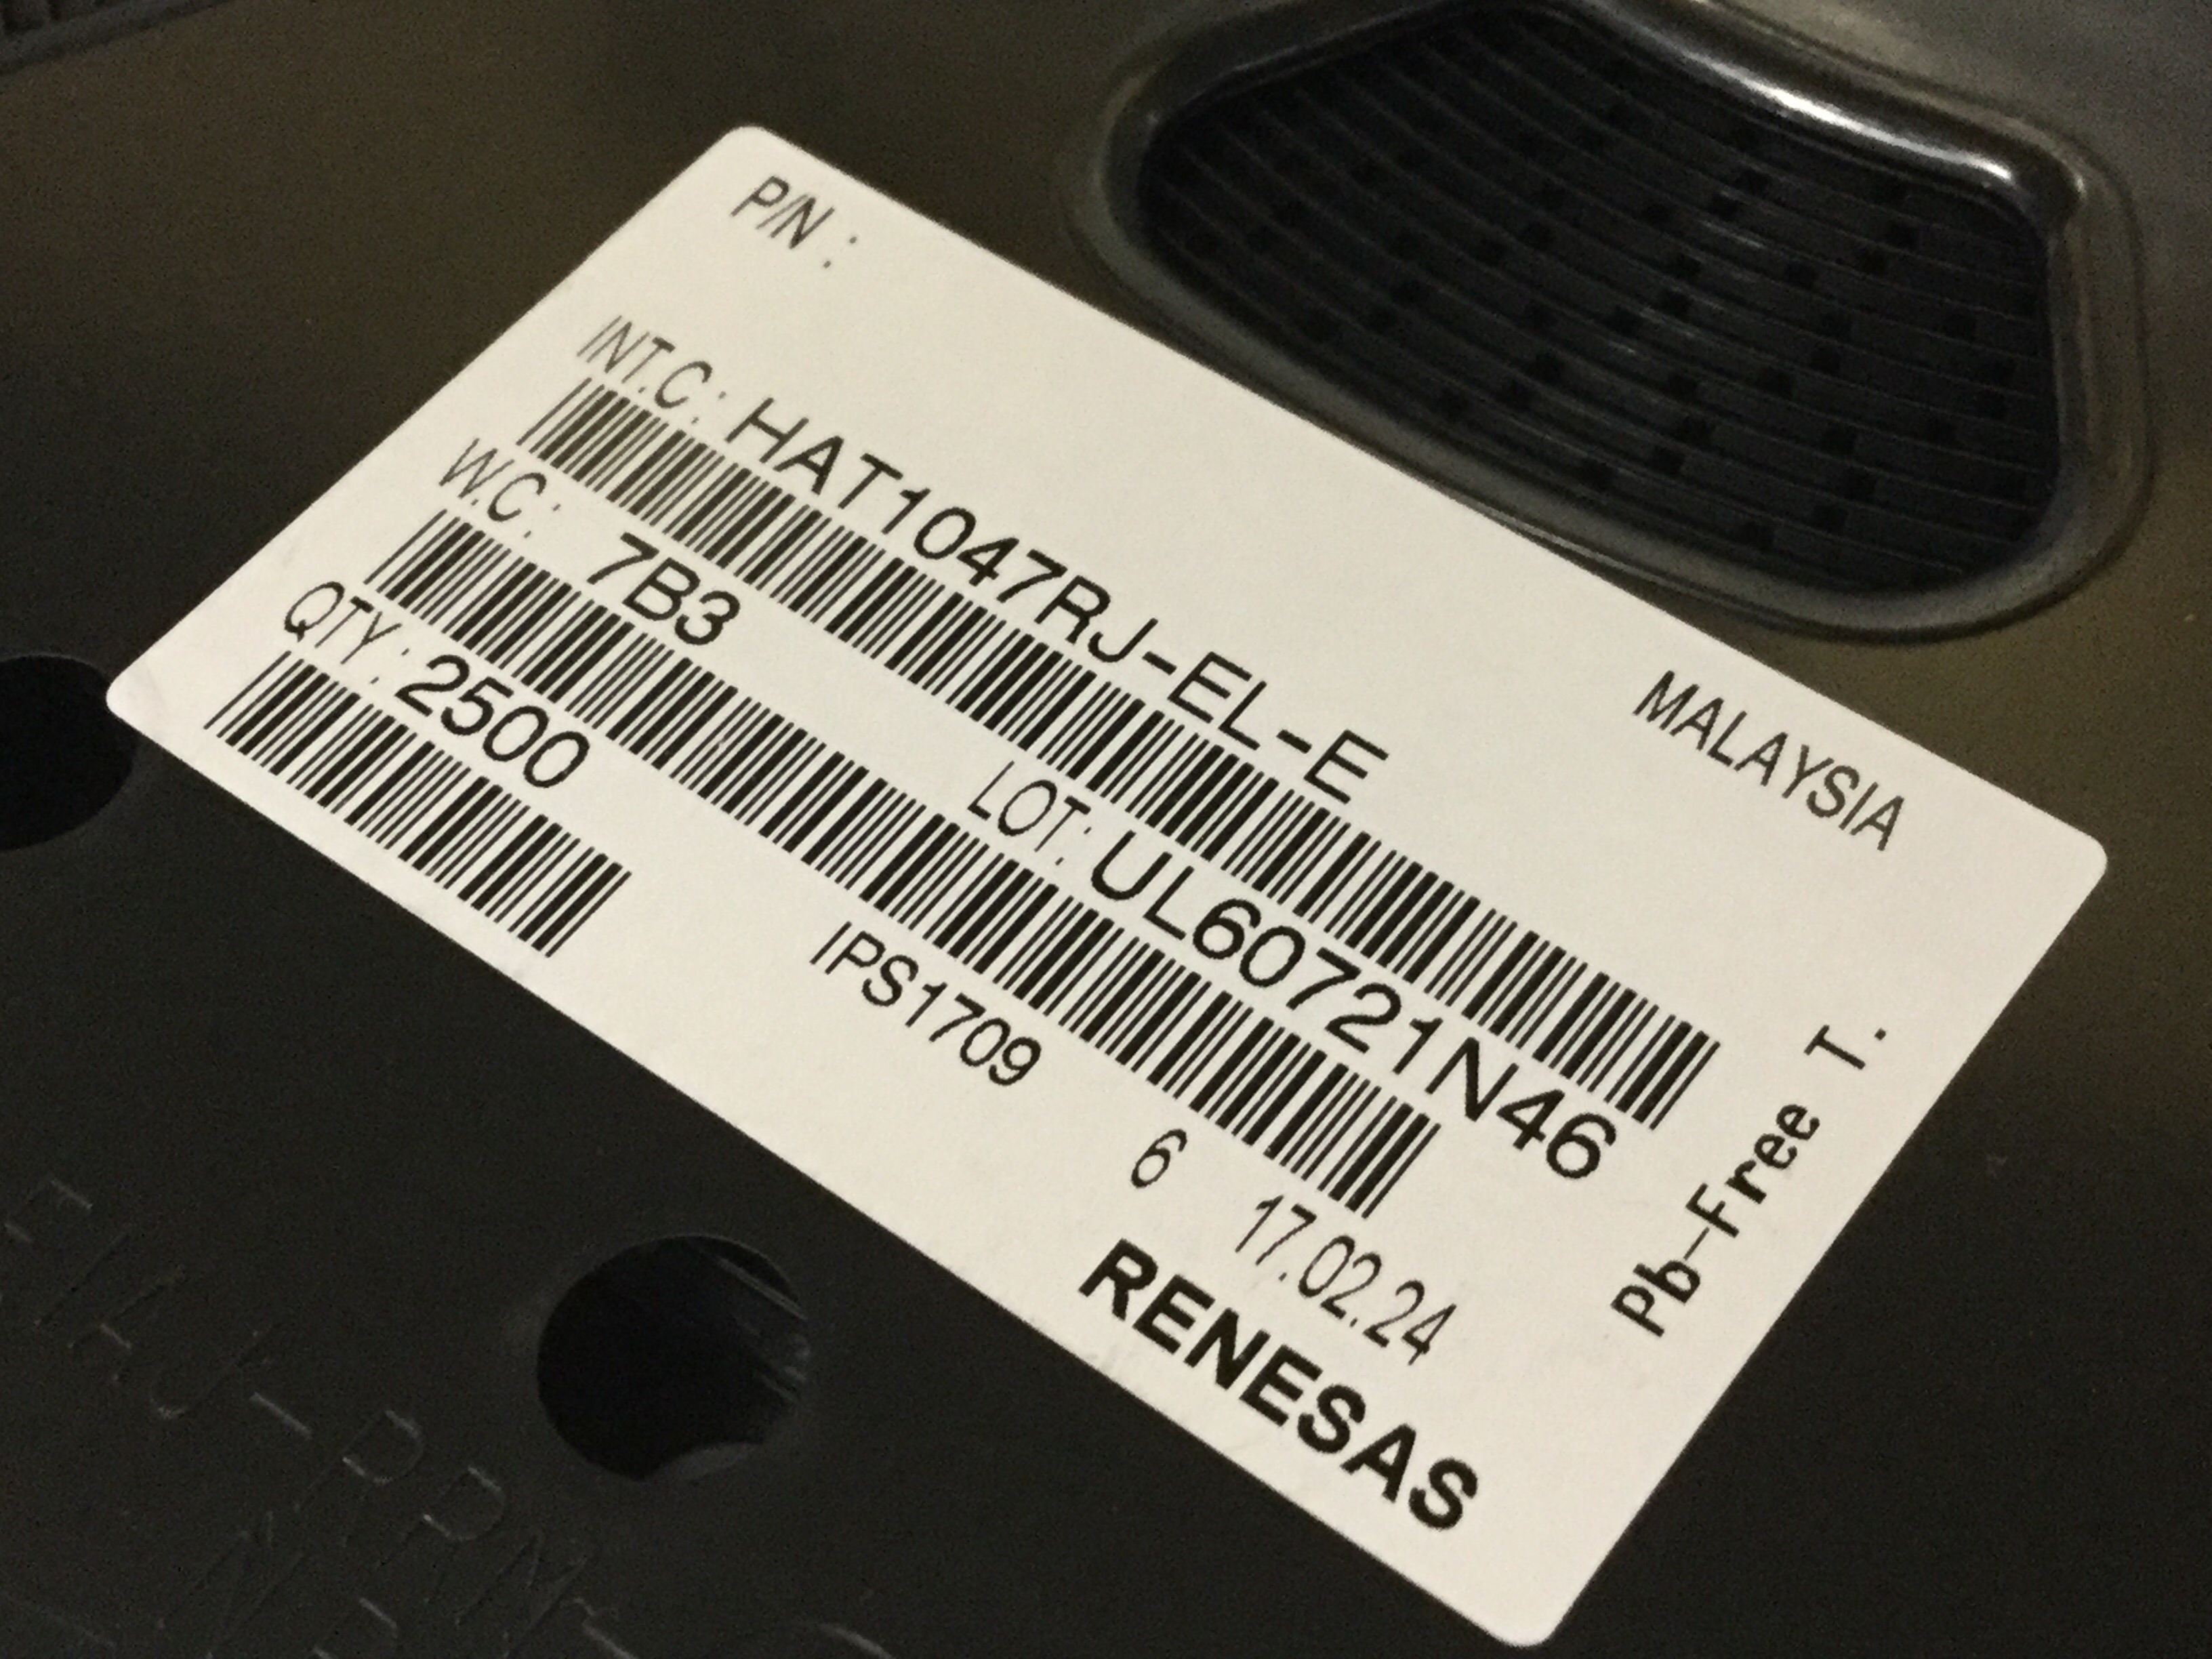 P/N :
MALAYSIA
INT.C : HAT1047RJ-EL-E
W.C : 7B3 LOT: UL60721N46
QTY : 2500
IPS1709 6 17.02.24
RENESAS
Pb-Free T.